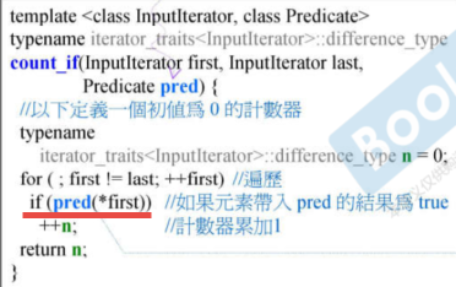 template <class InputIterator, class Predicate>
typename iterator_traits<InputIterator>::difference_type
count_if(InputIterator first, InputIterator last,
Predicate pred) {
//以下定義一個初值爲 0 的計數器
typename
iterator_traits<InputIterator>::difference_type n = 0;
for ( ; first != last; ++first) //遍歷
if (pred(*first)) //如果元素帶入 pred 的結果爲 true
++n; //計數器累加1
return n;
}
Bool